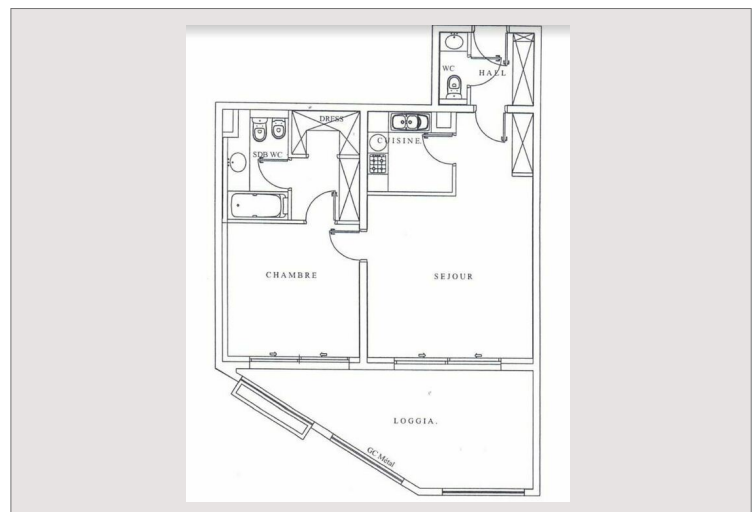 WC
HALL
DRESS
CUISINE
SDB WC
CHAMBRE
SEJOUR
LOGGIA.
GC Métal